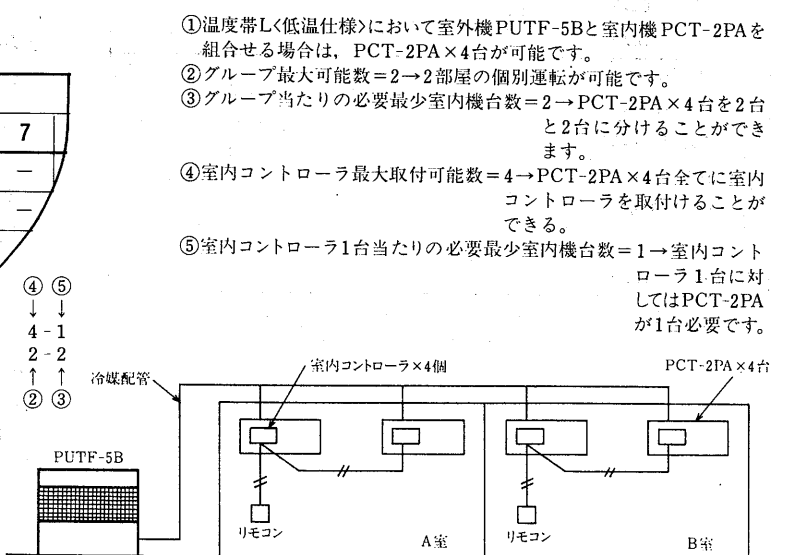 ①温度帯L<低温仕様>において室外機PUTF-5Bと室内機PCT-2PAを
組合せる場合は，PCT-2PA×4台が可能です。
②グループ最大可能数＝2→2部屋の個別運転が可能です。
③グループ当たりの必要最少室内機台数＝2→PCT-2PA×4台を2台
と2台に分けることができ
ます。
④室内コントローラ最大取付可能数＝4→PCT-2PA×4台全てに室内
コントローラを取付けることが
できる。
⑤室内コントローラ1台当たりの必要最少室内機台数＝1→室内コント
ローラ1台に対
してはPCT-2PA
が1台必要です。
7
－
－
④ ⑤
↓ ↓
4-1
2-2
↑ ↑
② ③
冷媒配管
室内コントローラ×4個
PCT-2PA×4台
PUTF-5B
リモコン
A室
リモコン
B室